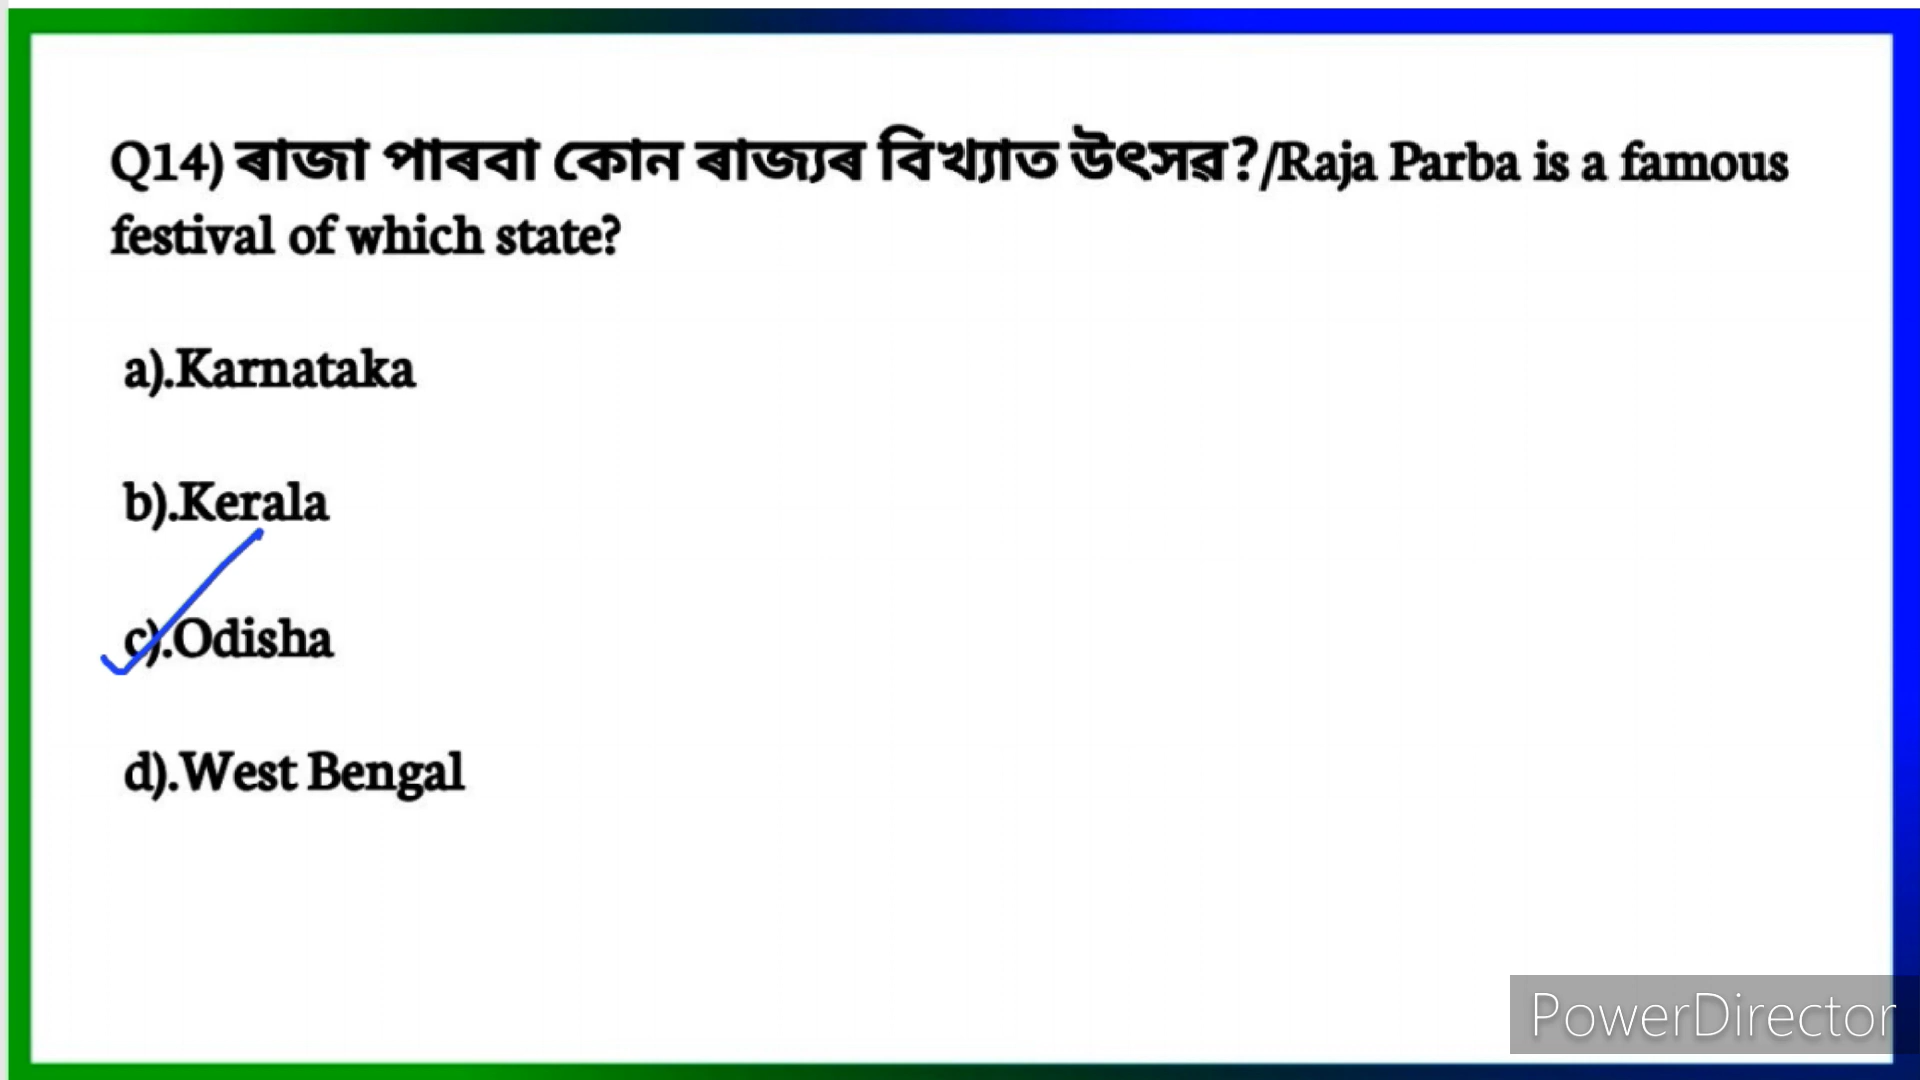 Q14) ৰাজা পাৰবা কোন ৰাজ্যৰ বিখ্যাত উৎসৱ?/Raja Parba is a famous
festival of which state?
a).Karnataka
b).Kerala
c).Odisha
d).West Bengal
PowerDirector